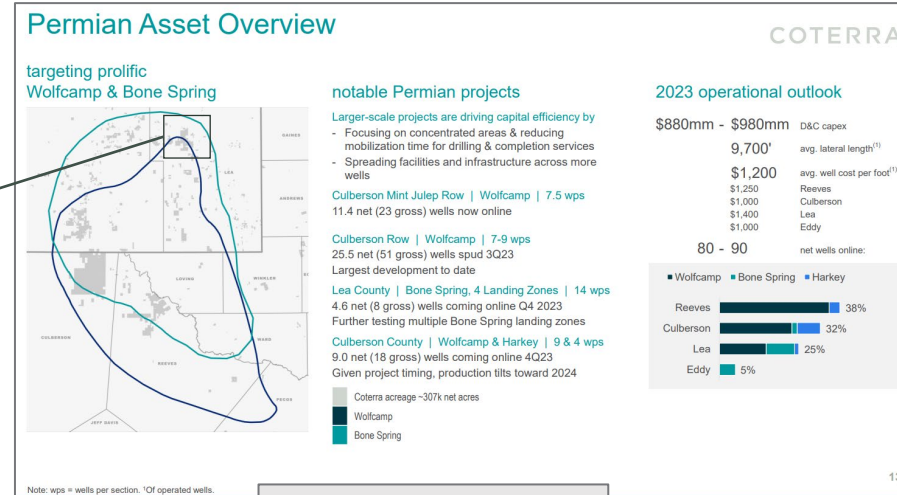 Permian Asset Overview
COTERRA
targeting prolific
Wolfcamp & Bone Spring
GAINES
LEA
ANDREWS
LOVING
WINKLER
CULBERSON
WARD
REEVES
PECOS
JEFF DAVIS
notable Permian projects
Larger-scale projects are driving capital efficiency by
- Focusing on concentrated areas & reducing
mobilization time for drilling & completion services
- Spreading facilities and infrastructure across more
wells
Culberson Mint Julep Row | Wolfcamp | 7.5 wps
11.4 net (23 gross) wells now online
Culberson Row | Wolfcamp | 7-9 wps
25.5 net (51 gross) wells spud 3Q23
Largest development to date
Lea County | Bone Spring, 4 Landing Zones | 14 wps
4.6 net (8 gross) wells coming online Q4 2023
Further testing multiple Bone Spring landing zones
Culberson County | Wolfcamp & Harkey | 9 & 4 wps
9.0 net (18 gross) wells coming online 4Q23
Given project timing, production tilts toward 2024
Coterra acreage ~307k net acres
Wolfcamp
Bone Spring
2023 operational outlook
$880mm - $980mm D&C capex
9,700' avg. lateral length(1)
$1,200 avg. well cost per foot(1)
$1,250 Reeves
$1,000 Culberson
$1,400 Lea
$1,000 Eddy
80 - 90 net wells online:
Wolfcamp Bone Spring Harkey
Reeves 38%
Culberson 32%
Lea 25%
Eddy 5%
Note: wps = wells per section. ¹Of operated wells.